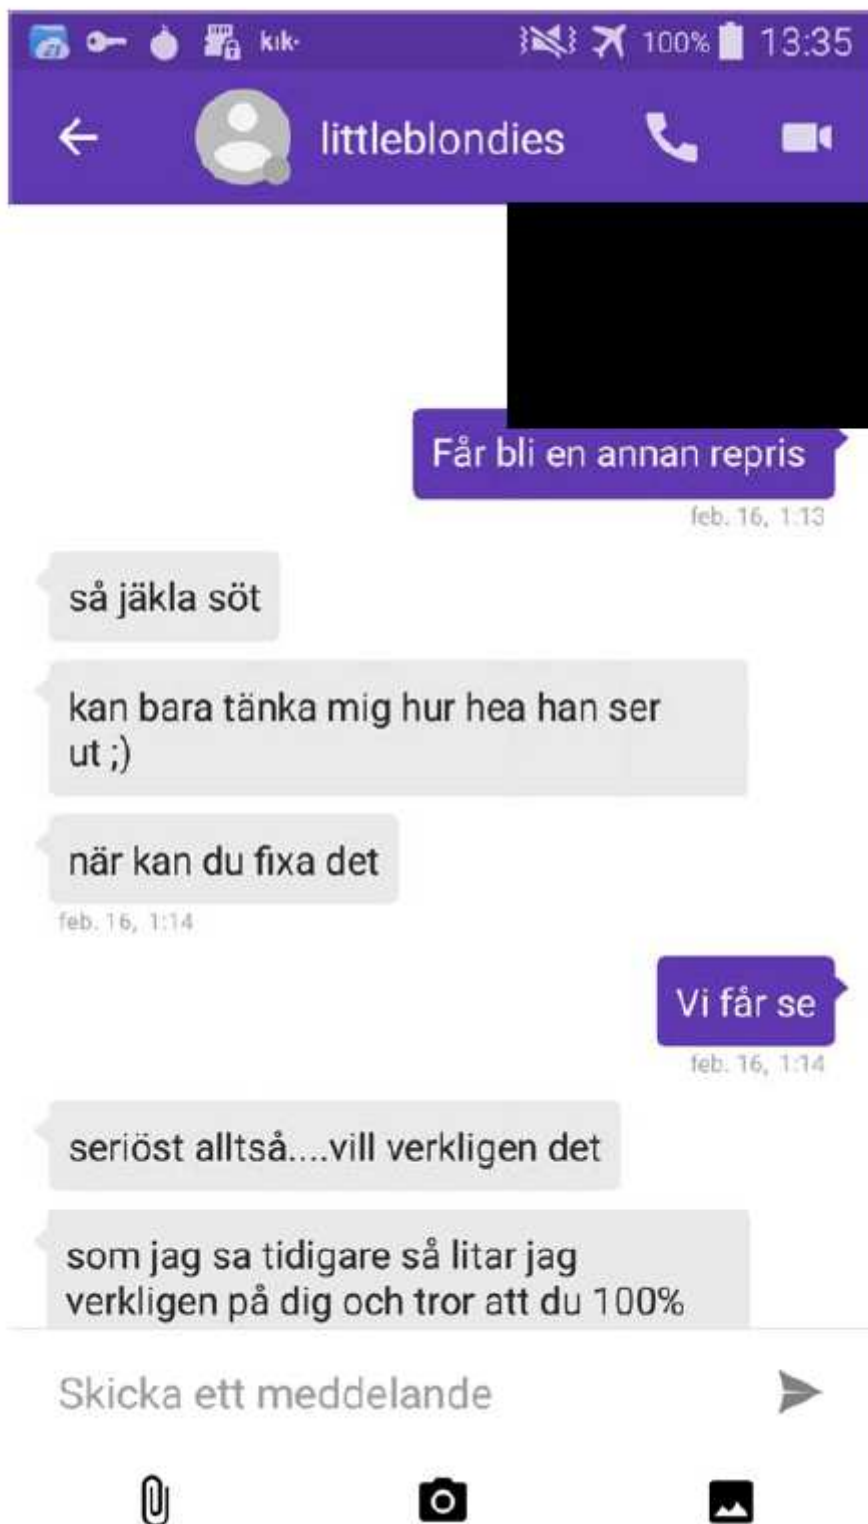 kik·
100%
13:35
littleblondies
Får bli en annan repris
feb. 16, 1:13
så jäkla söt
kan bara tänka mig hur hea han ser
ut ;)
när kan du fixa det
feb. 16, 1:14
Vi får se
feb. 16, 1:14
seriöst alltså....vill verkligen det
som jag sa tidigare så litar jag
verkligen på dig och tror att du 100%
Skicka ett meddelande